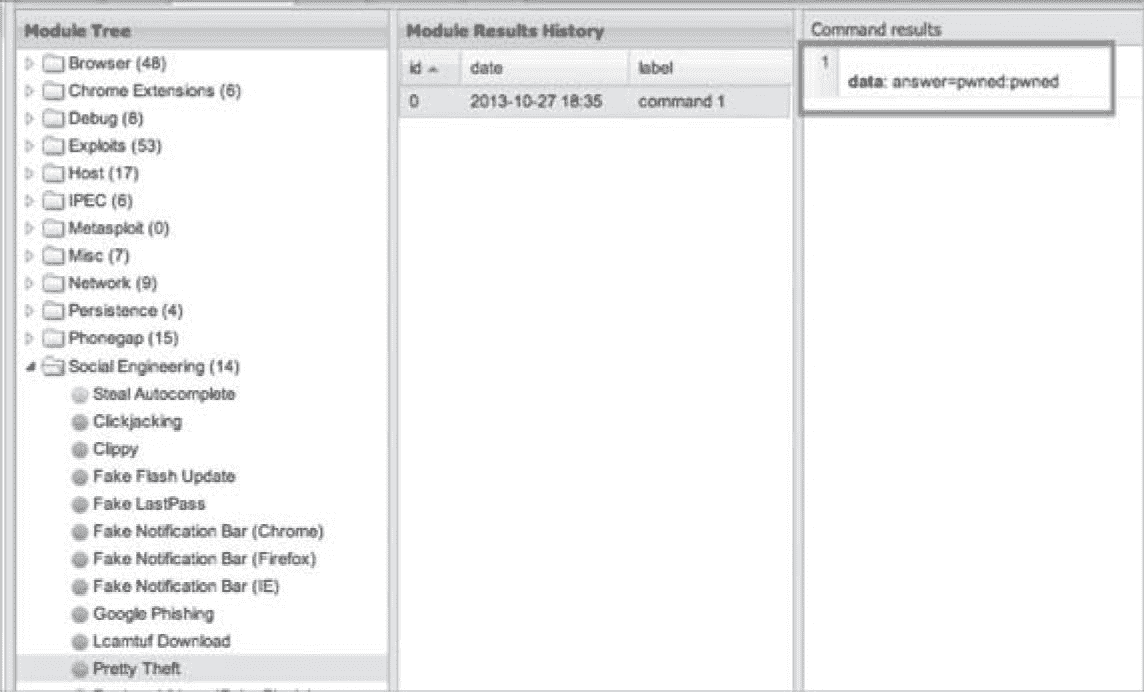 Module Tree
Browser (48)
Chrome Extensions (6)
Debug (8)
Exploits (53)
Host (17)
IPEC (6)
Metasploit (0)
Misc (7)
Network (9)
Persistence (4)
Phonegap (15)
Social Engineering (14)
Steal Autocomplete
Clickjacking
Clippy
Fake Flash Update
Fake LastPass
Fake Notification Bar (Chrome)
Fake Notification Bar (Firefox)
Fake Notification Bar (IE)
Google Phishing
Lcamtuf Download
Pretty Theft
Module Results History
id date label
0 2013-10-27 18:35 command 1
Command results
1
data: answer=pwned:pwned